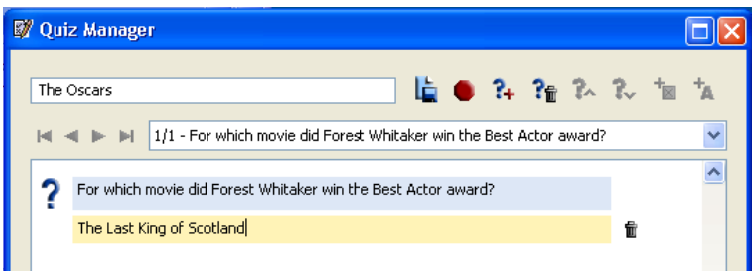 Quiz Manager
The Oscars
1/1 - For which movie did Forest Whitaker win the Best Actor award?
For which movie did Forest Whitaker win the Best Actor award?
The Last King of Scotland